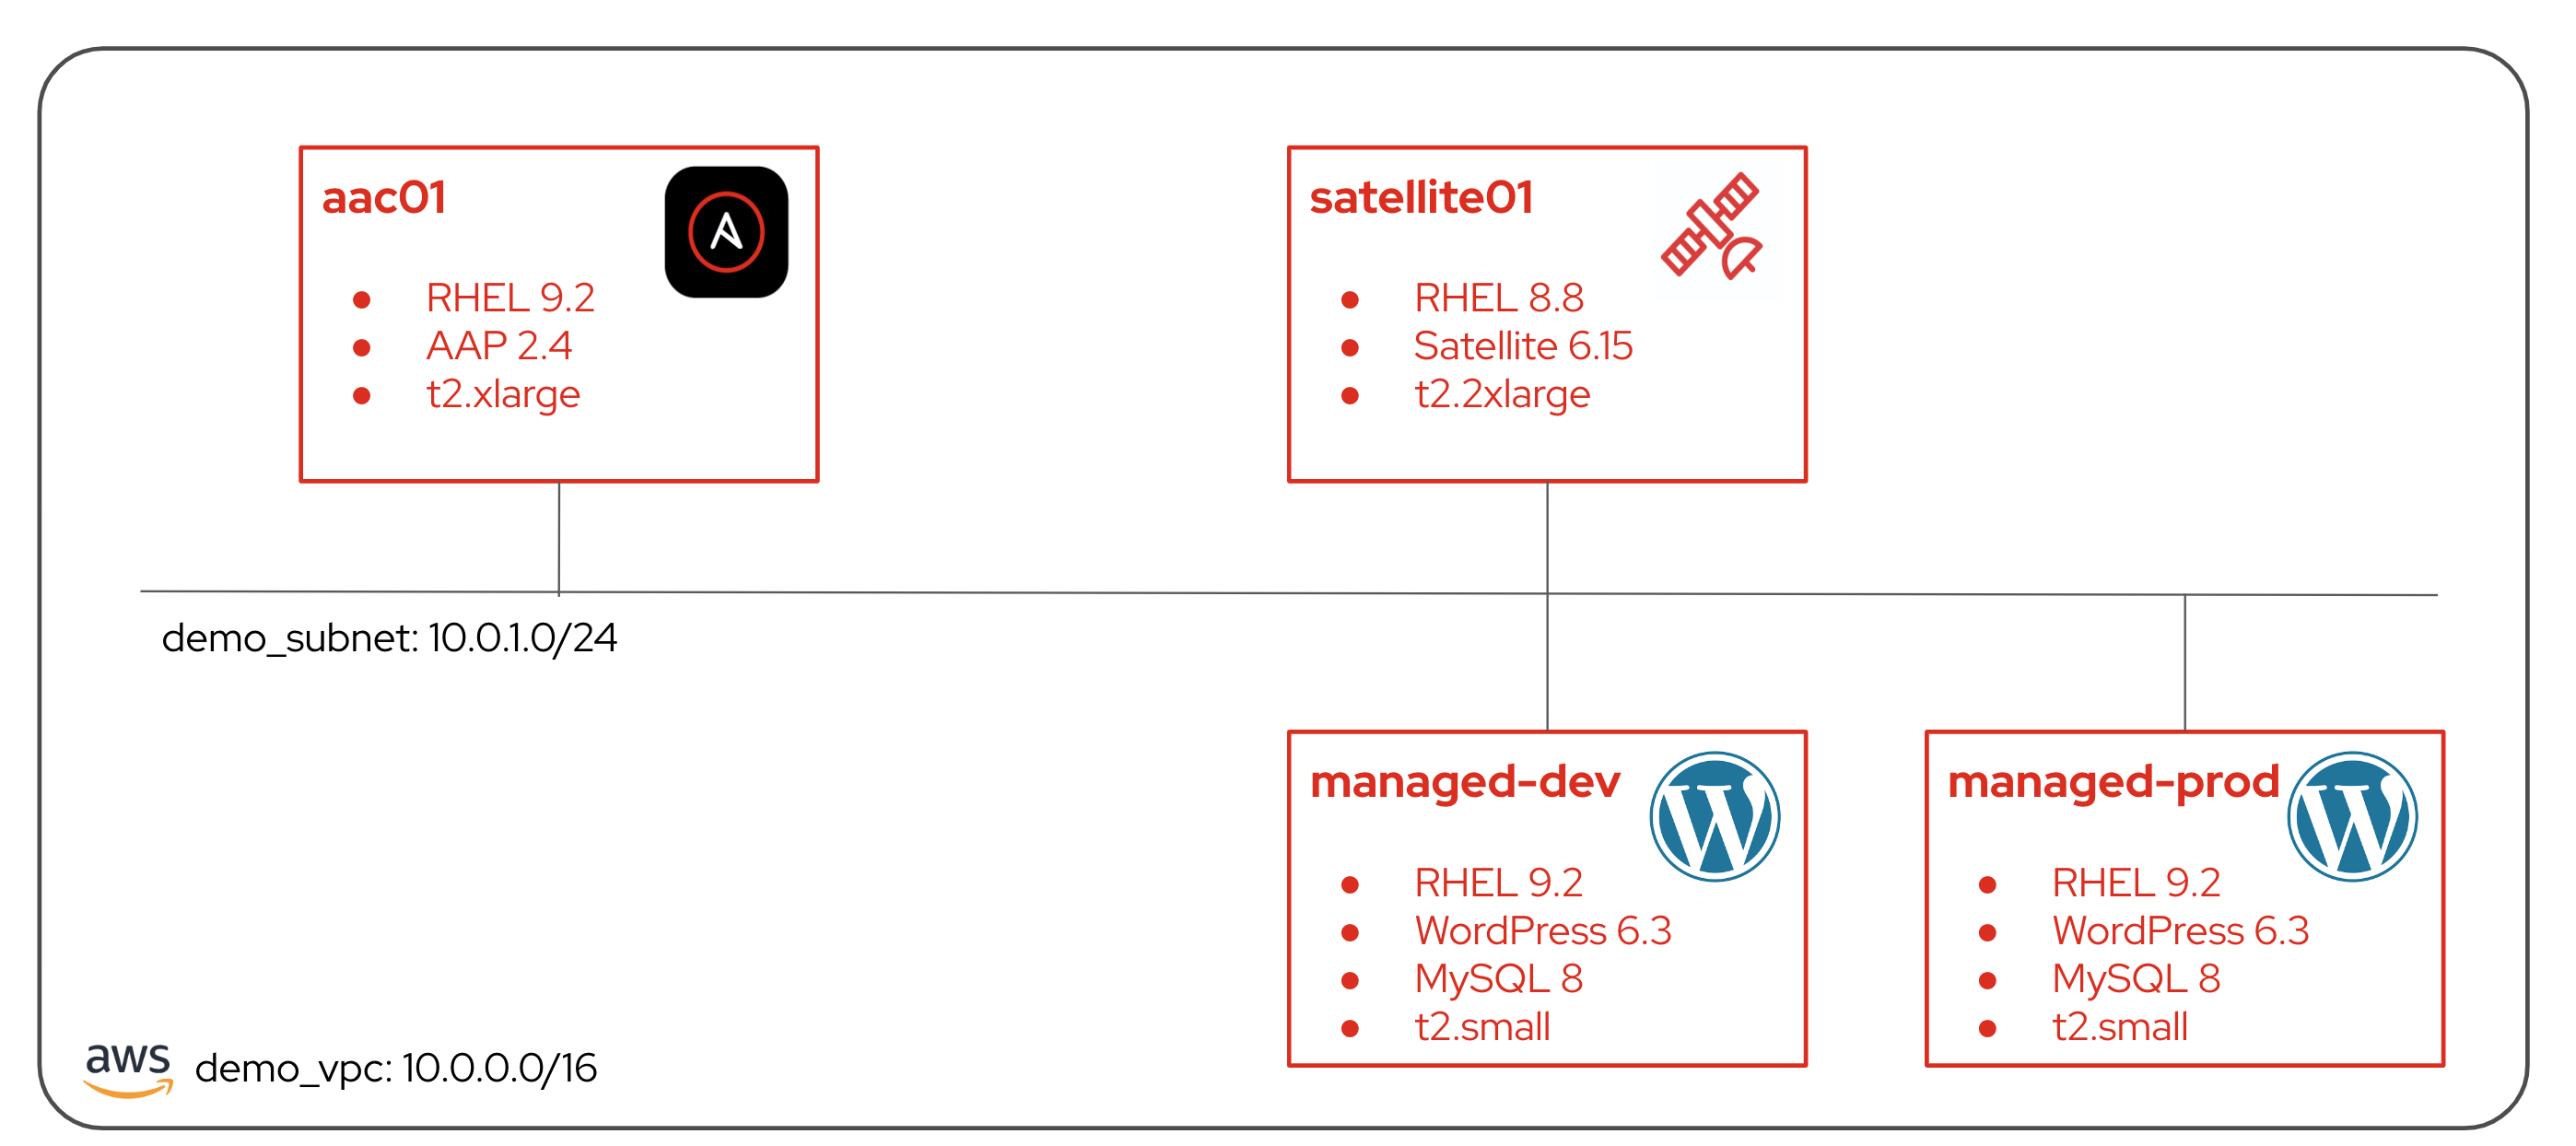 aac01
RHEL 9.2
AAP 2.4
t2.xlarge
satellite01
RHEL 8.8
Satellite 6.15
t2.2xlarge
demo_subnet: 10.0.1.0/24
managed-dev
RHEL 9.2
WordPress 6.3
MySQL 8
t2.small
managed-prod
RHEL 9.2
WordPress 6.3
MySQL 8
t2.small
aws
demo_vpc: 10.0.0.0/16